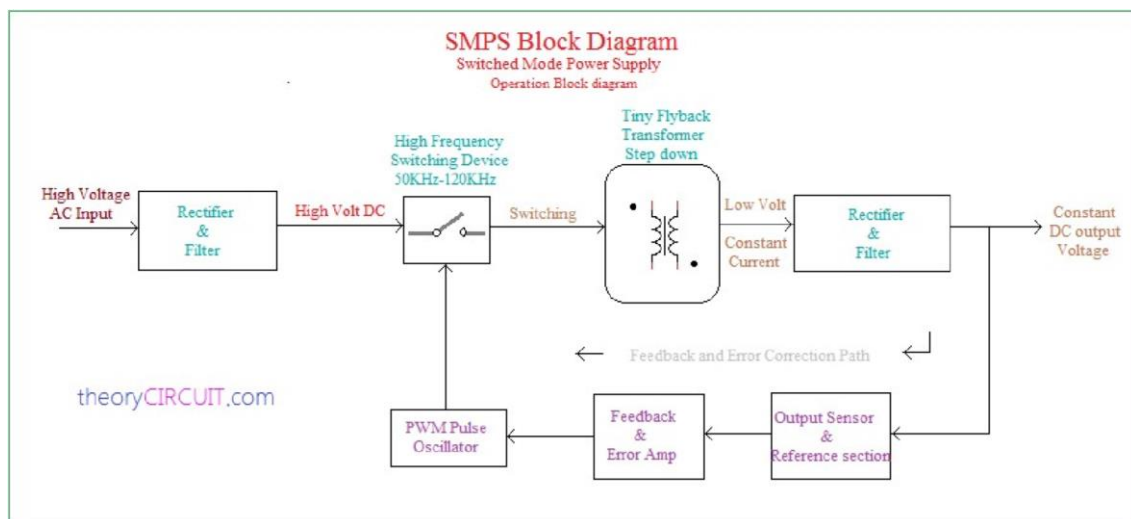 SMPS Block Diagram
Switched Mode Power Supply
Operation Block diagram
High Voltage
AC Input
Rectifier
&
Filter
High Volt DC
High Frequency
Switching Device
50KHz-120KHz
Switching
Tiny Flyback
Transformer
Step down
Low Volt
Constant
Current
Rectifier
&
Filter
Constant
DC output
Voltage
Feedback and Error Correction Path
theoryCIRCUIT.com
PWM Pulse
Oscillator
Feedback
&
Error Amp
Output Sensor
&
Reference section